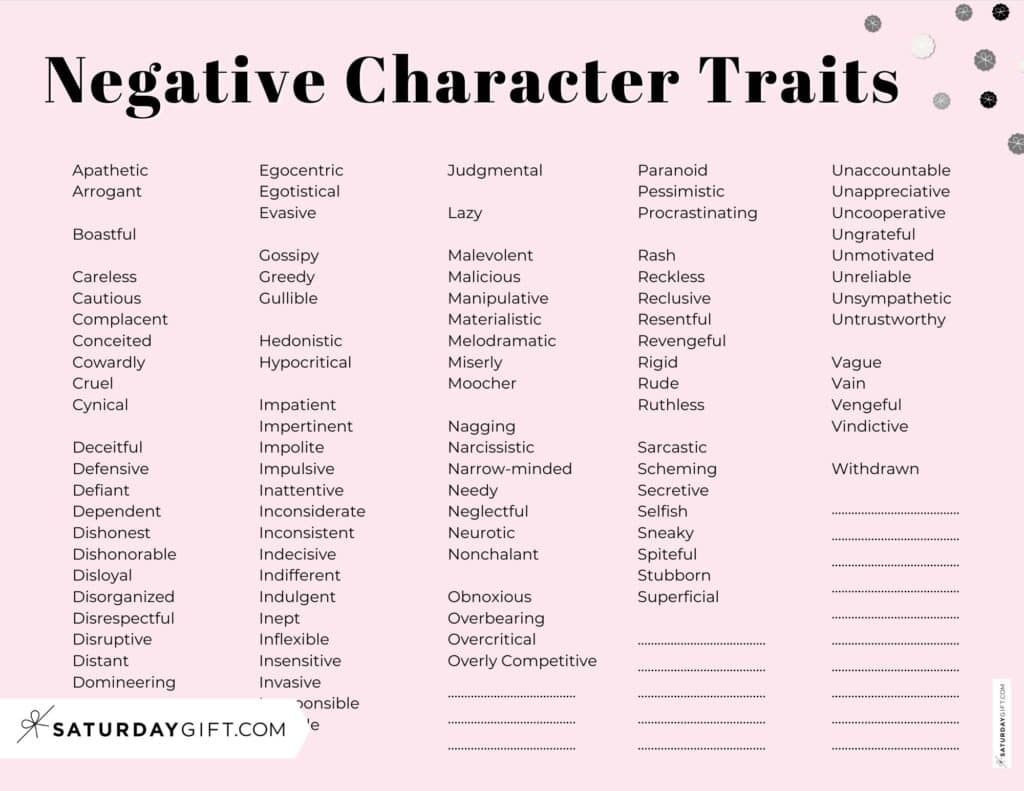 Negative Character Traits
Apathetic
Arrogant
Boastful
Careless
Cautious
Complacent
Conceited
Cowardly
Cruel
Cynical
Deceitful
Defensive
Defiant
Dependent
Dishonest
Dishonorable
Disloyal
Disorganized
Disrespectful
Disruptive
Distant
Domineering
Egocentric
Egotistical
Evasive
Gossipy
Greedy
Gullible
Hedonistic
Hypocritical
Impatient
Impertinent
Impolite
Impulsive
Inattentive
Inconsiderate
Inconsistent
Indecisive
Indifferent
Indulgent
Inept
Inflexible
Insensitive
Invasive
Judgmental
Lazy
Malevolent
Malicious
Manipulative
Materialistic
Melodramatic
Miserly
Moocher
Nagging
Narcissistic
Narrow-minded
Needy
Neglectful
Neurotic
Nonchalant
Obnoxious
Overbearing
Overcritical
Overly Competitive
Paranoid
Pessimistic
Procrastinating
Rash
Reckless
Reclusive
Resentful
Revengeful
Rigid
Rude
Ruthless
Sarcastic
Scheming
Secretive
Selfish
Sneaky
Spiteful
Stubborn
Superficial
Unaccountable
Unappreciative
Uncooperative
Ungrateful
Unmotivated
Unreliable
Unsympathetic
Untrustworthy
Vague
Vain
Vengeful
Vindictive
Withdrawn
SATURDAYGIFT.COM
SATURDAYGIFT.COM